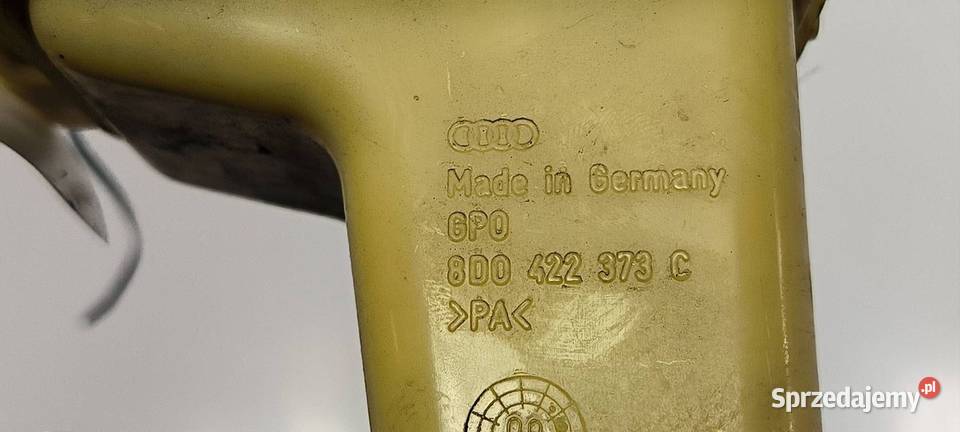 Made in Germany
GPO
8D0 422 373 C
>PA<
Sprzedajemy.pl